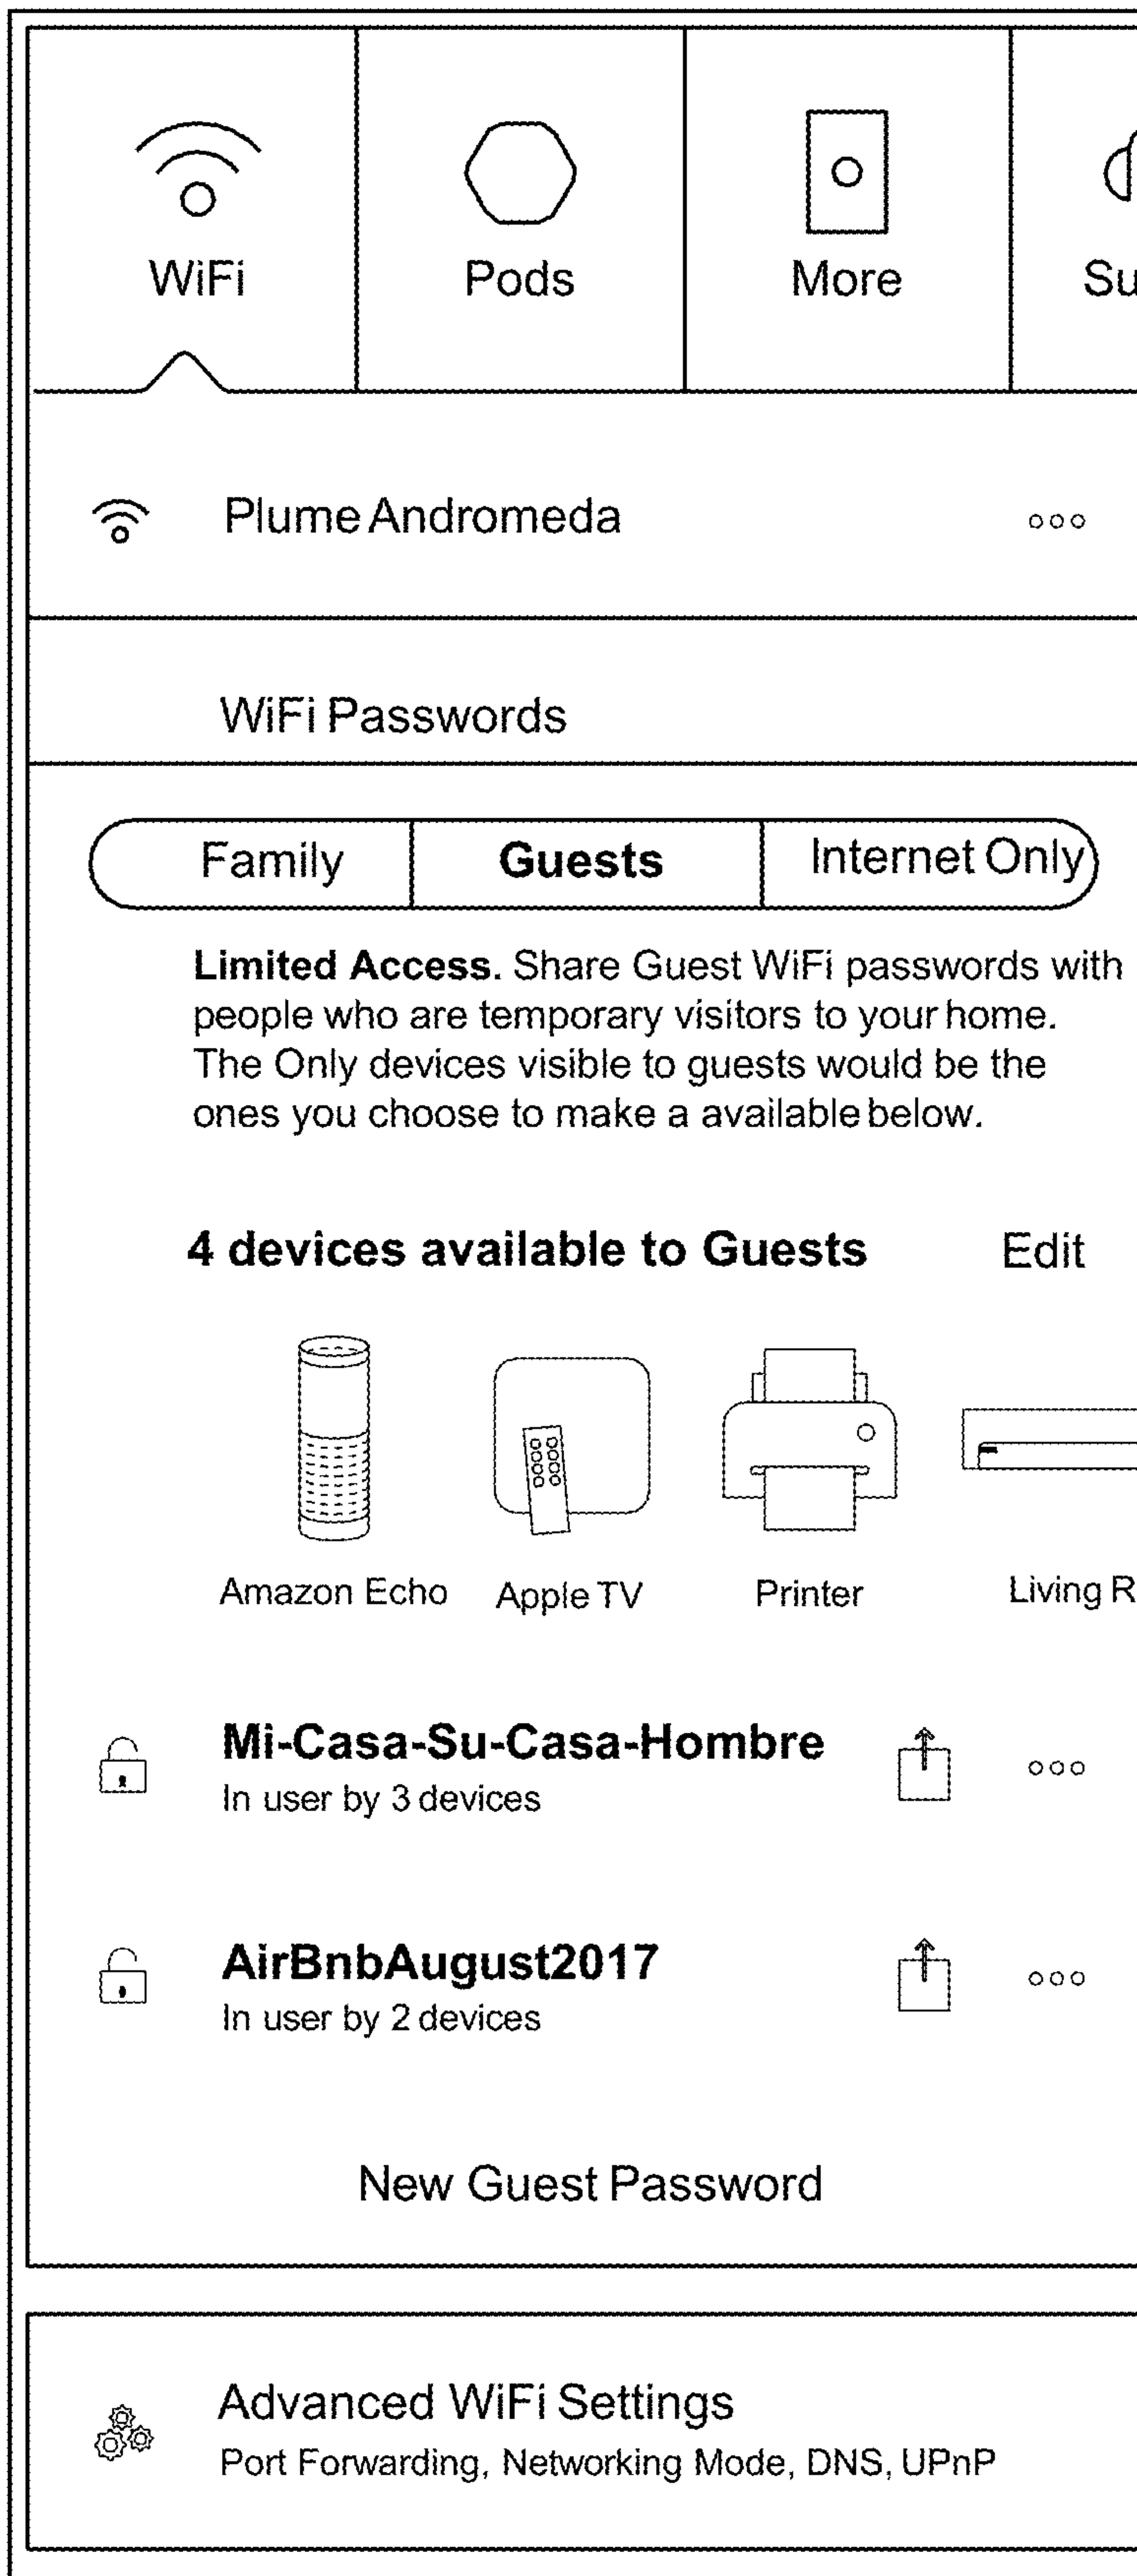 WiFi Pods More Su
Plume Andromeda
WiFi Passwords
Family Guests Internet Only
Limited Access. Share Guest WiFi passwords with
people who are temporary visitors to your home.
The Only devices visible to guests would be the
ones you choose to make a available below.
4 devices available to Guests Edit
Amazon Echo Apple TV Printer Living R
Mi-Casa-Su-Casa-Hombre
In user by 3 devices
AirBnbAugust2017
In user by 2 devices
New Guest Password
Advanced WiFi Settings
Port Forwarding, Networking Mode, DNS, UPnP